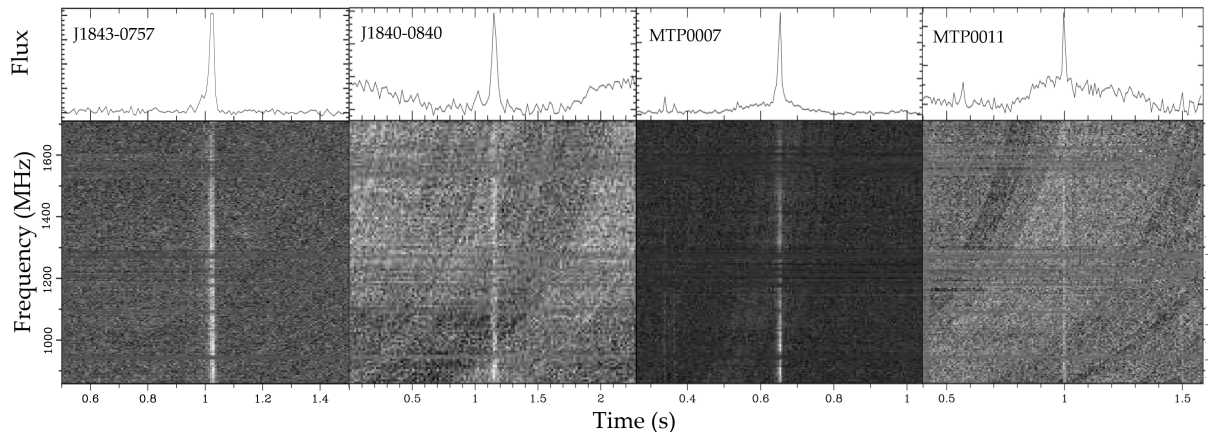 Flux
J1843-0757
J1840-0840
MTP0007
MTP0011
Frequency (MHz)
1600
1400
1200
1000
0.6 0.8 1 1.2 1.4
0.5 1 1.5 2
0.4 0.6 0.8 1
0.5 1 1.5
Time (s)